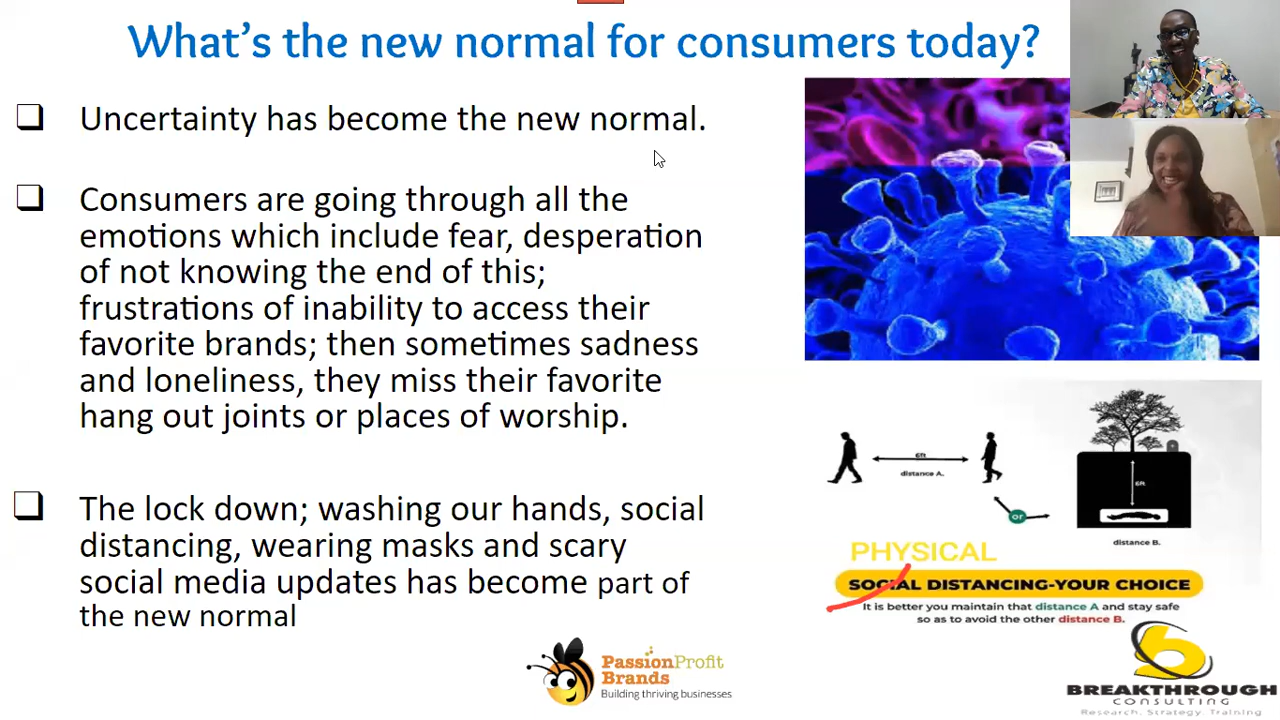 What's the new normal for consumers today?
Uncertainty has become the new normal.
Consumers are going through all the
emotions which include fear, desperation
of not knowing the end of this;
frustrations of inability to access their
favorite brands; then sometimes sadness
and loneliness, they miss their favorite
hang out joints or places of worship.
The lock down; washing our hands, social
distancing, wearing masks and scary
social media updates has become part of
the new normal
6ft
distance A.
or
6ft
distance B.
PHYSICAL
SOCIAL DISTANCING-YOUR CHOICE
It is better you maintain that distance A and stay safe
so as to avoid the other distance B.
PassionProfit
Brands
Building thriving businesses
BREAKTHROUGH
CONSULTING
Research. Strategy. Training